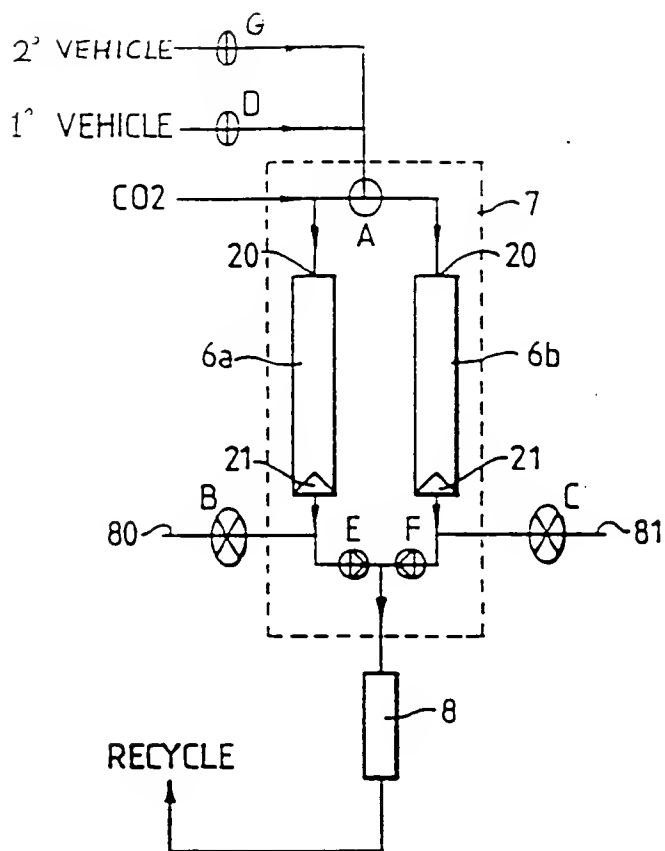 G
2° VEHICLE
D
1° VEHICLE
7
CO2
A
20 20
6a 6b
21 21
B C
80 E F 81
8
RECYCLE